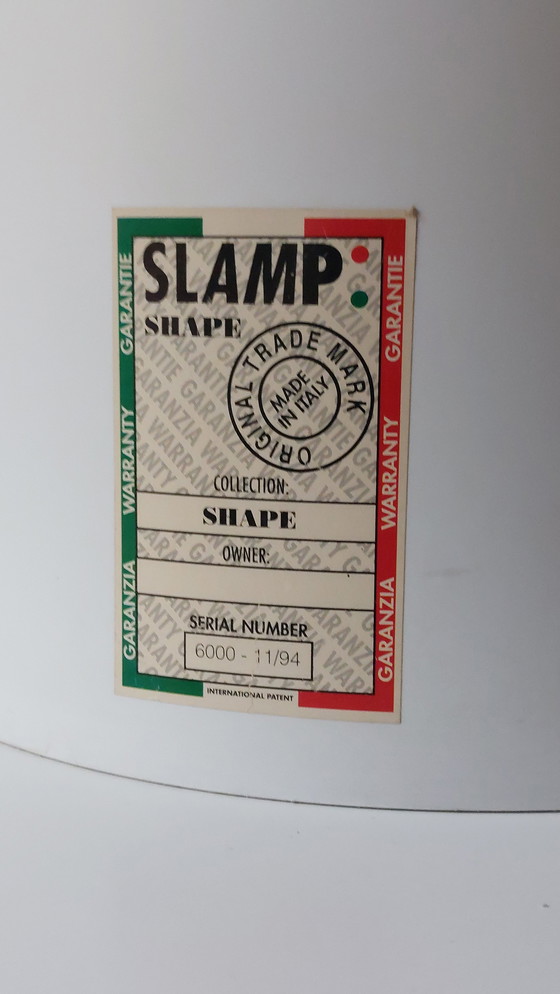 SLAMP
SHAPE
ORIGINAL TRADE MARK
MADE
IN ITALY
COLLECTION:
SHAPE
OWNER:
SERIAL NUMBER
6000 - 11/94
INTERNATIONAL PATENT
GARANTIE
WARRANTY
GARANZIA
GARANTIE
WARRANTY
GARANZIA